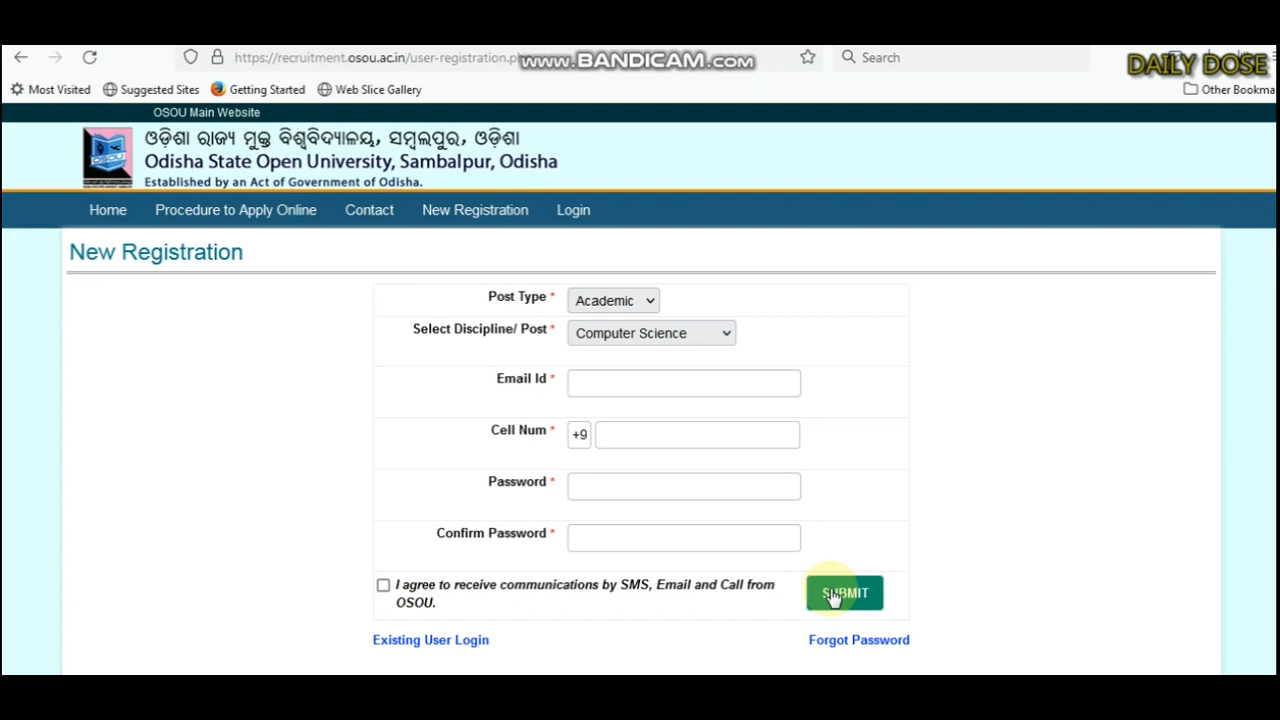 https://recruitment.osou.ac.in/user-registration.p
www.BANDICAM.com
Search
DAILY DOSE
Most Visited
Suggested Sites
Getting Started
Web Slice Gallery
Other Bookma
OSOU Main Website
ଓଡ଼ିଶା ରାଜ୍ୟ ମୁକ୍ତ ବିଶ୍ୱବିଦ୍ୟାଳୟ, ସମ୍ବଲପୁର, ଓଡ଼ିଶା
OSOU
Odisha State Open University, Sambalpur, Odisha
Established by an Act of Government of Odisha.
Home
Procedure to Apply Online
Contact
New Registration
Login
New Registration
Post Type * Academic
Select Discipline/ Post * Computer Science
Email Id *
Cell Num * +9
Password *
Confirm Password *
I agree to receive communications by SMS, Email and Call from
OSOU.
SUBMIT
Existing User Login
Forgot Password